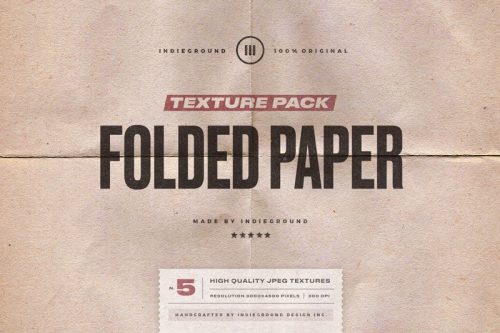 INDIEGROUND 100% ORIGINAL
TEXTURE PACK
FOLDED PAPER
MADE BY INDIEGROUND
N. 5
HIGH QUALITY JPEG TEXTURES
RESOLUTION 3000X4500 PIXELS | 300 DPI
HANDCRAFTED BY INDIEGROUND DESIGN INC.